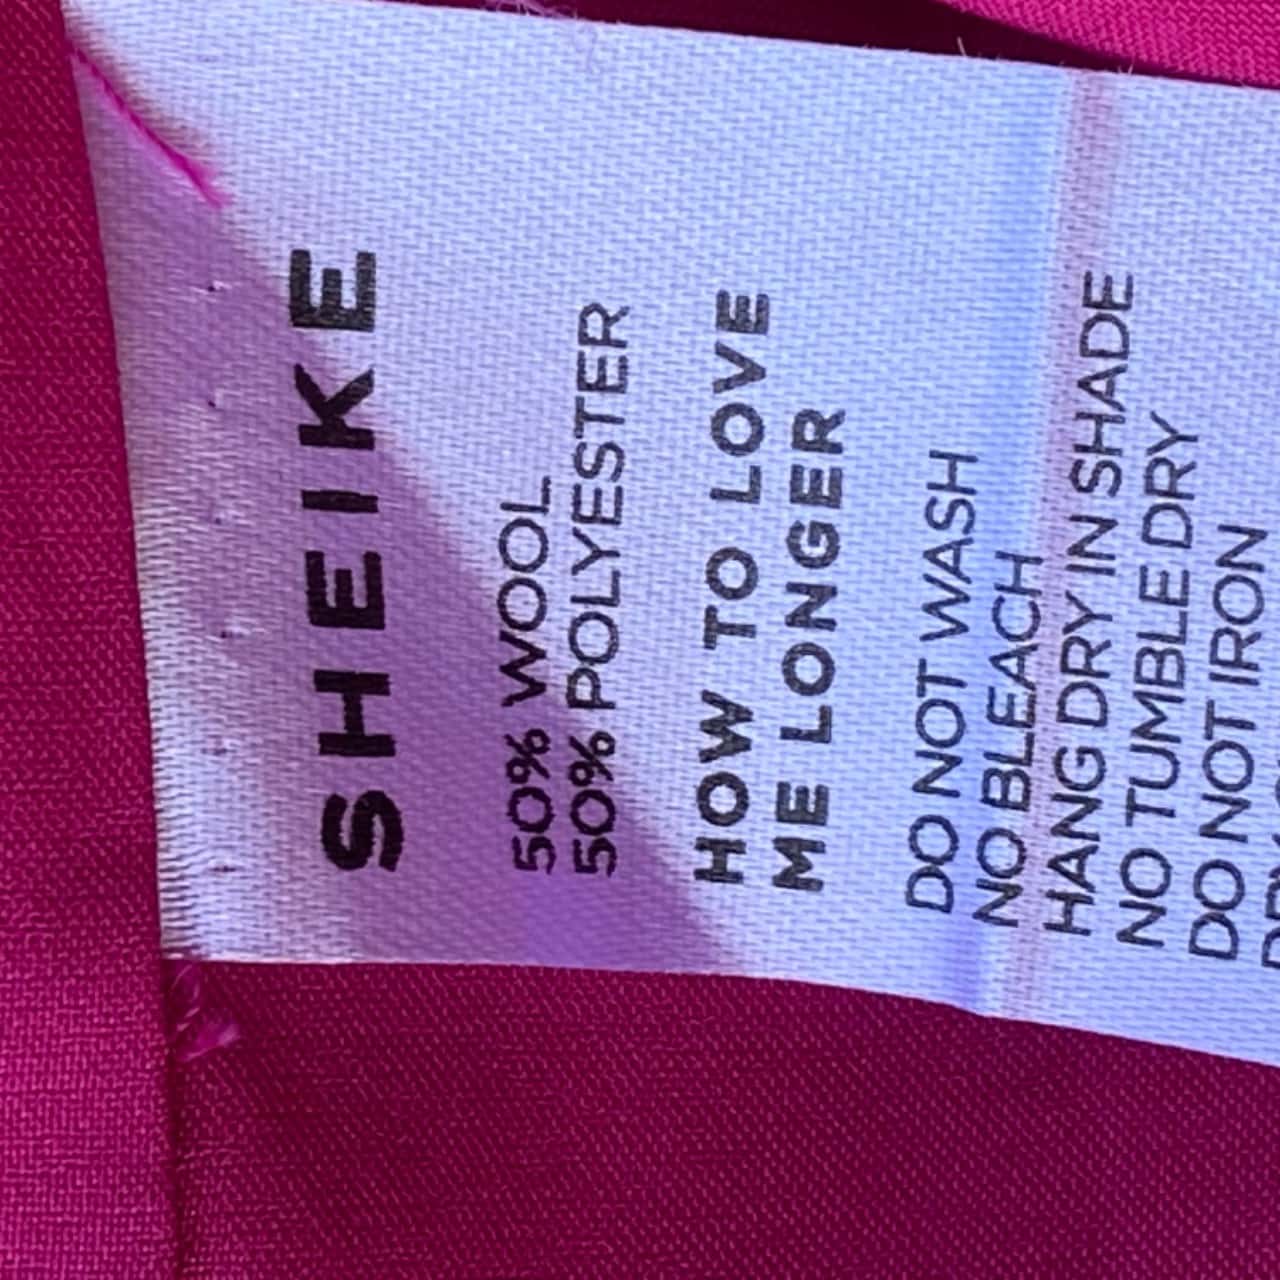 SHEIKE
50% WOOL
50% POLYESTER
HOW TO LOVE
ME LONGER
DO NOT WASH
NO BLEACH
HANG DRY IN SHADE
NO TUMBLE DRY
DO NOT IRON